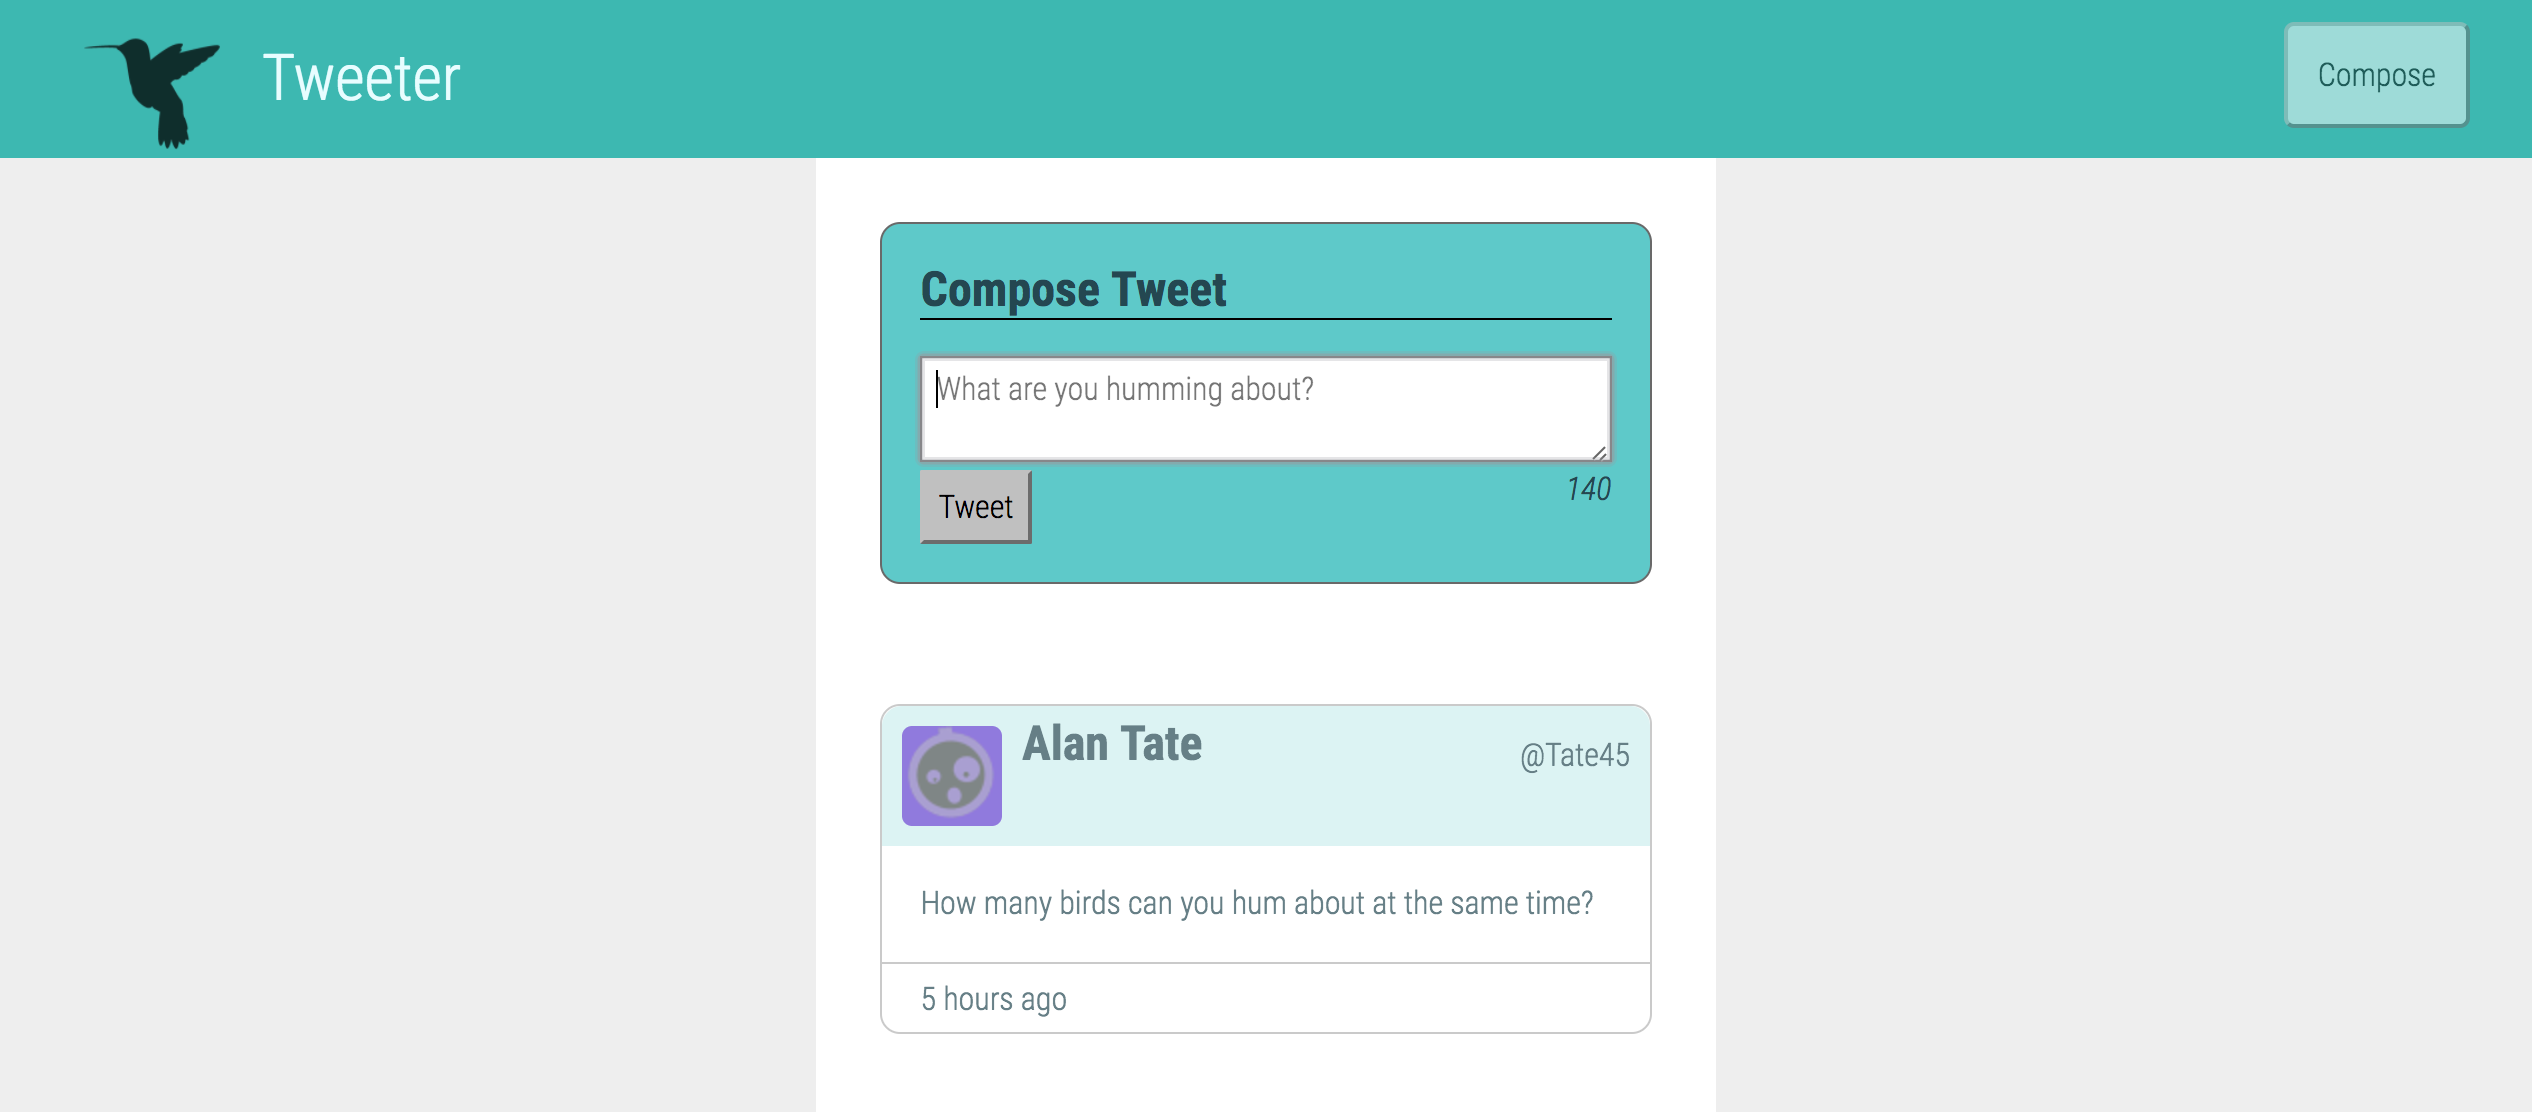 Tweeter
Compose
Compose Tweet
What are you humming about?
Tweet
140
Alan Tate
@Tate45
How many birds can you hum about at the same time?
5 hours ago